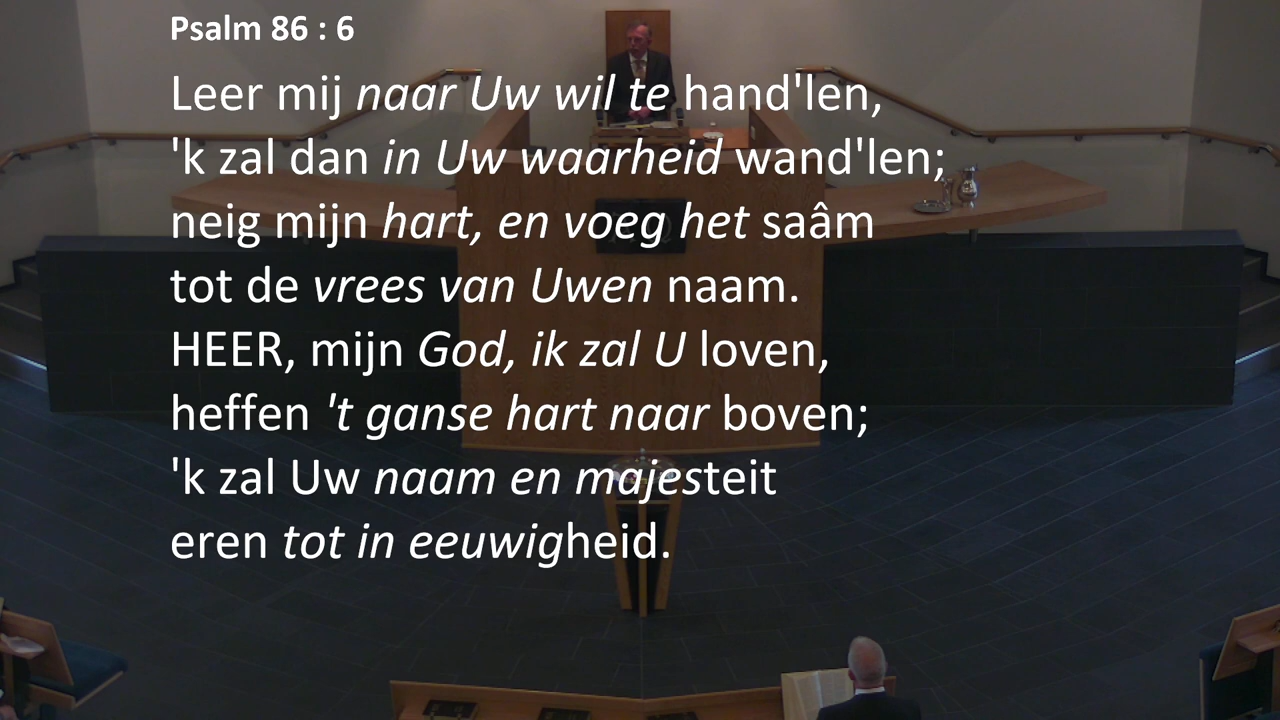 Psalm 86 : 6
Leer mij naar Uw wil te hand'len,
'k zal dan in Uw waarheid wand'len;
neig mijn hart, en voeg het saâm
tot de vrees van Uwen naam.
HEER, mijn God, ik zal U loven,
heffen 't ganse hart naar boven;
'k zal Uw naam en majesteit
eren tot in eeuwigheid.